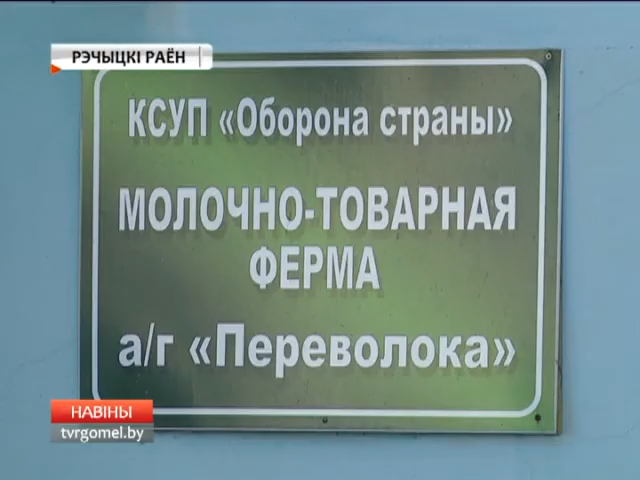 РЭЧЫЦКІ РАЁН
КСУП «Оборона страны»
МОЛОЧНО-ТОВАРНАЯ
ФЕРМА
а/г «Переволока»
НАВІНЫ
tvrgomel.by